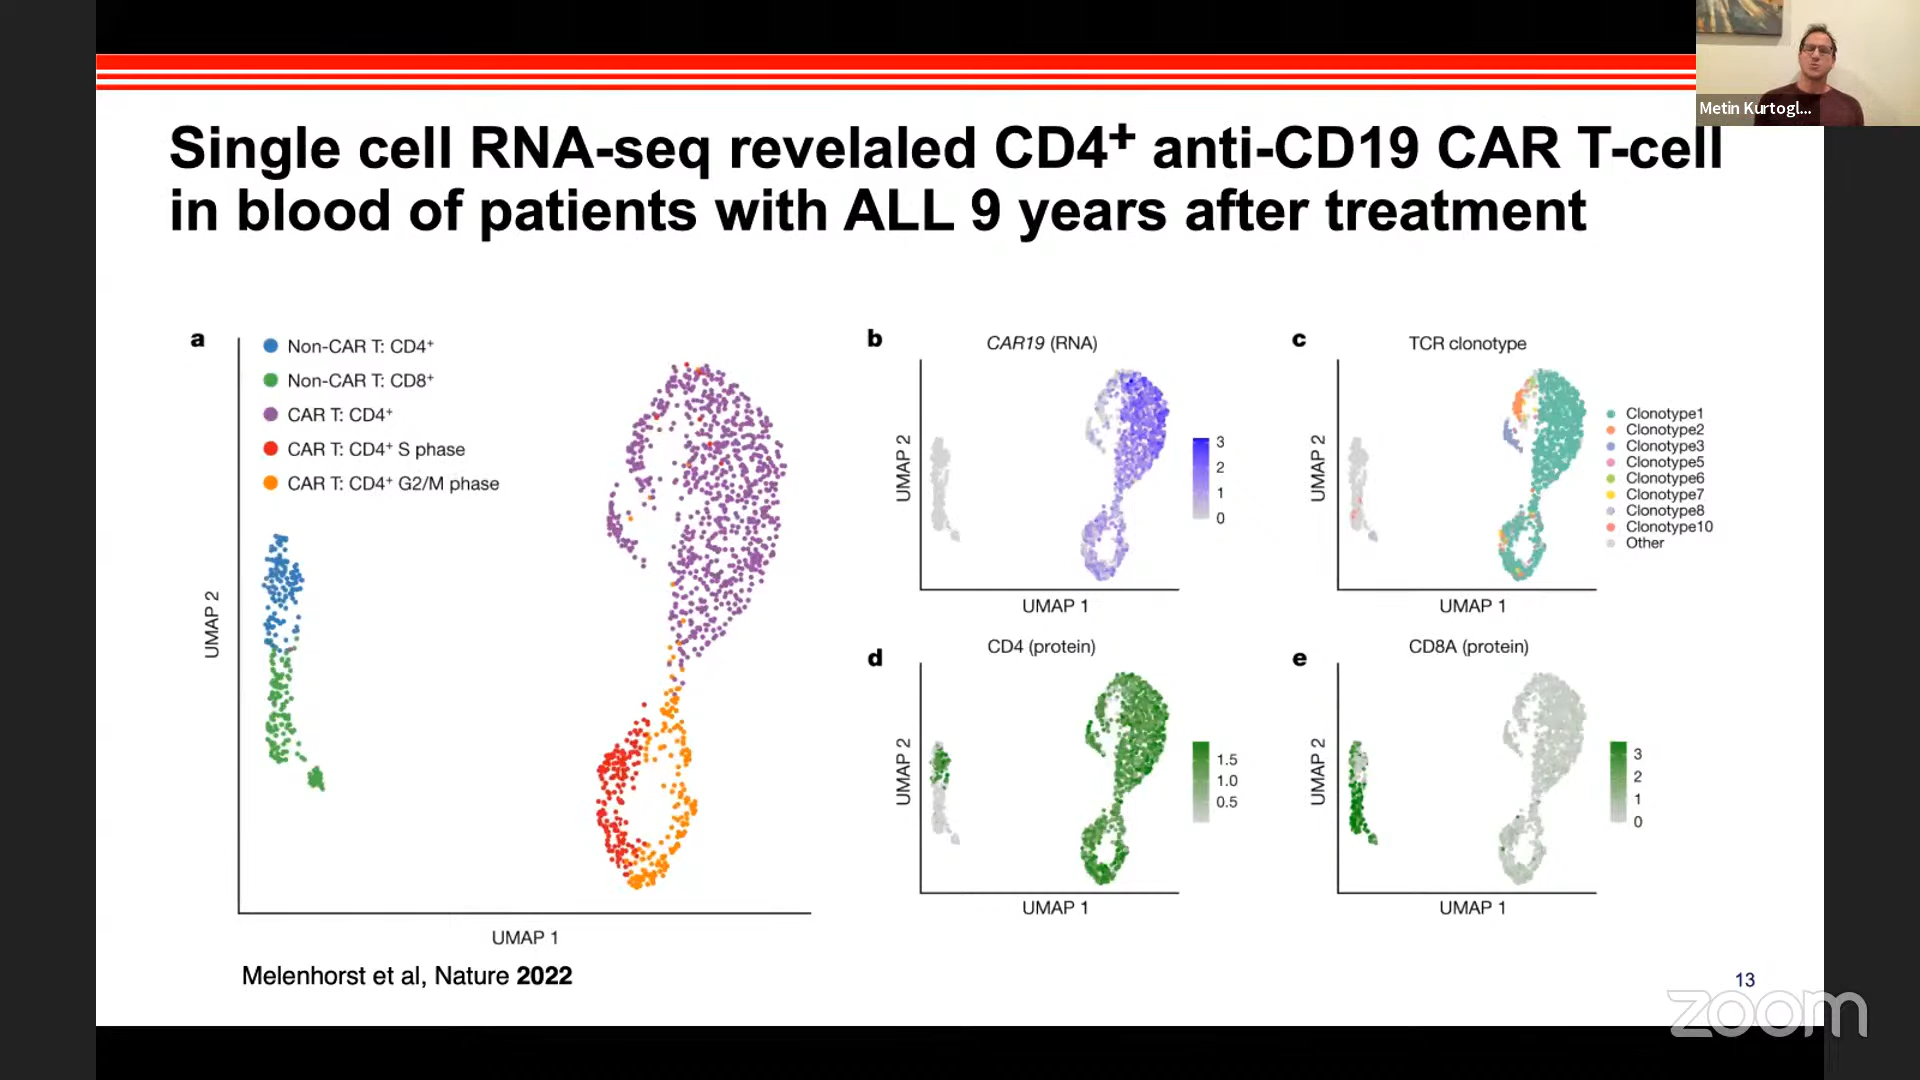 Metin Kurtogl...
Single cell RNA-seq revelaled CD4⁺ anti-CD19 CAR T-cell
in blood of patients with ALL 9 years after treatment
a
Non-CAR T: CD4⁺
Non-CAR T: CD8⁺
CAR T: CD4⁺
CAR T: CD4⁺ S phase
CAR T: CD4⁺ G2/M phase
UMAP 2
UMAP 1
b
CAR19 (RNA)
UMAP 2
3
2
1
0
UMAP 1
c
TCR clonotype
UMAP 2
Clonotype1
Clonotype2
Clonotype3
Clonotype5
Clonotype6
Clonotype7
Clonotype8
Clonotype10
Other
UMAP 1
d
CD4 (protein)
UMAP 2
1.5
1.0
0.5
UMAP 1
e
CD8A (protein)
UMAP 2
3
2
1
0
UMAP 1
Melenhorst et al, Nature 2022
13
zoom